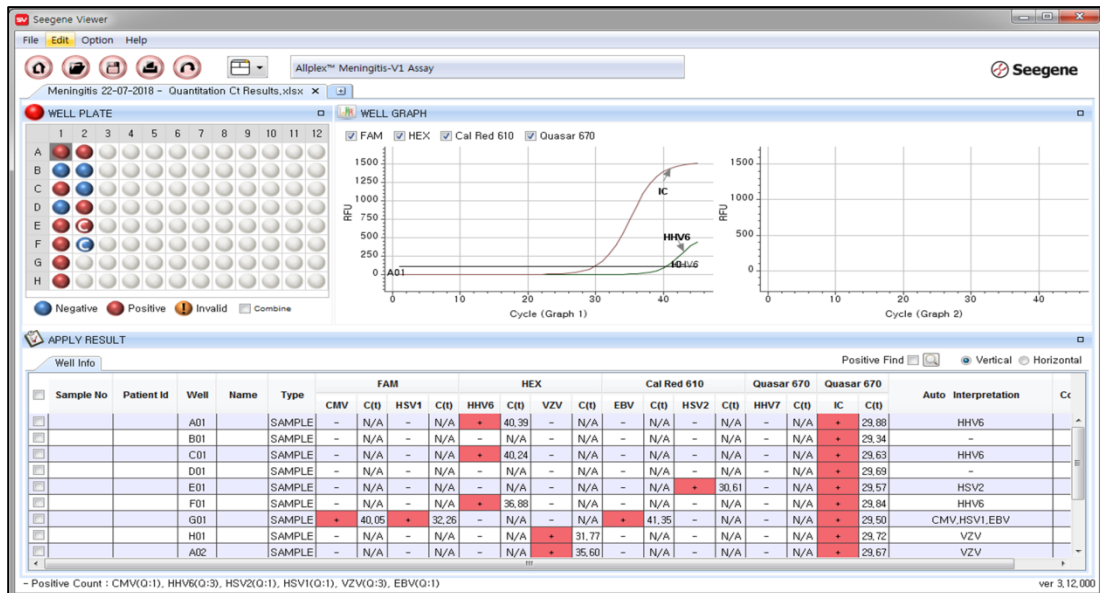 SV Seegene Viewer
File Edit Option Help
Allplex™ Meningitis-V1 Assay
Seegene
Meningitis 22-07-2018 - Quantitation Ct Results,xlsx
WELL PLATE
1 2 3 4 5 6 7 8 9 10 11 12
A
B
C
D
E
F
G
H
Negative Positive Invalid Combine
WELL GRAPH
FAM HEX Cal Red 610 Quasar 670
1500
1250
1000
750
500
250
0
RFU
IC
HHV6
HHV6
A01
0 10 20 30 40
Cycle (Graph 1)
1500
1000
500
0
RFU
0 10 20 30 40
Cycle (Graph 2)
APPLY RESULT
Well Info
Positive Find Vertical Horizontal
FAM HEX Cal Red 610 Quasar 670 Quasar 670
Sample No Patient Id Well Name Type CMV C(t) HSV1 C(t) HHV6 C(t) VZV C(t) EBV C(t) HSV2 C(t) HHV7 C(t) IC C(t) Auto Interpretation Cc
A01 SAMPLE - N/A - N/A + 40,39 - N/A - N/A - N/A - N/A + 29,88 HHV6
B01 SAMPLE - N/A - N/A - N/A - N/A - N/A - N/A - N/A + 29,34 -
C01 SAMPLE - N/A - N/A + 40,24 - N/A - N/A - N/A - N/A + 29,63 HHV6
D01 SAMPLE - N/A - N/A - N/A - N/A - N/A - N/A - N/A + 29,69 -
E01 SAMPLE - N/A - N/A - N/A - N/A - N/A + 30,61 - N/A + 29,57 HSV2
F01 SAMPLE - N/A - N/A + 36,88 - N/A - N/A - N/A - N/A + 29,84 HHV6
G01 SAMPLE + 40,05 + 32,26 - N/A - N/A + 41,35 - N/A - N/A + 29,50 CMV,HSV1,EBV
H01 SAMPLE - N/A - N/A - N/A + 31,77 - N/A - N/A - N/A + 29,72 VZV
A02 SAMPLE - N/A - N/A - N/A + 35,60 - N/A - N/A - N/A + 29,67 VZV
- Positive Count : CMV(Q:1), HHV6(Q:3), HSV2(Q:1), HSV1(Q:1), VZV(Q:3), EBV(Q:1)
ver 3,12,000